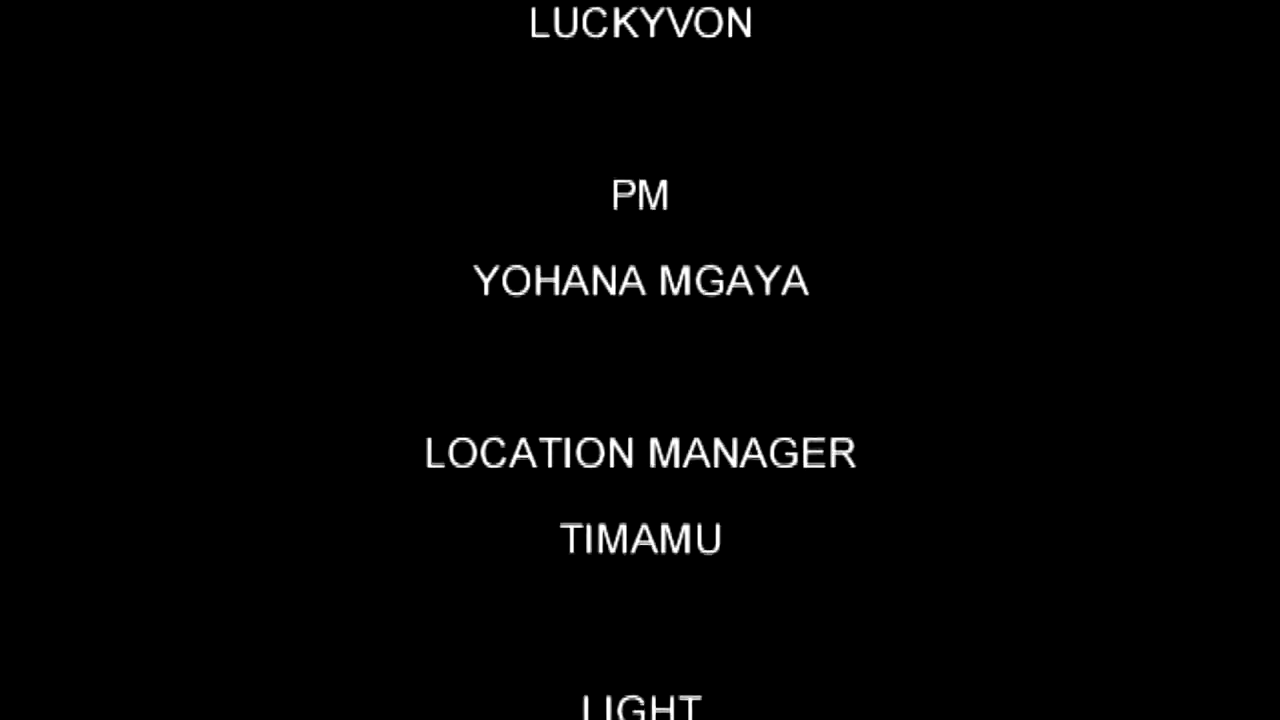 LUCKYVON
PM
YOHANA MGAYA
LOCATION MANAGER
TIMAMU
LIGHT